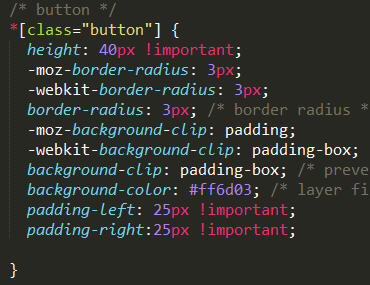 /* button */
*[class="button"] {
height: 40px !important;
-moz-border-radius: 3px;
-webkit-border-radius: 3px;
border-radius: 3px; /* border radius *
-moz-background-clip: padding;
-webkit-background-clip: padding-box;
background-clip: padding-box; /* preve
background-color: #ff6d03; /* layer fi
padding-left: 25px !important;
padding-right:25px !important;
}